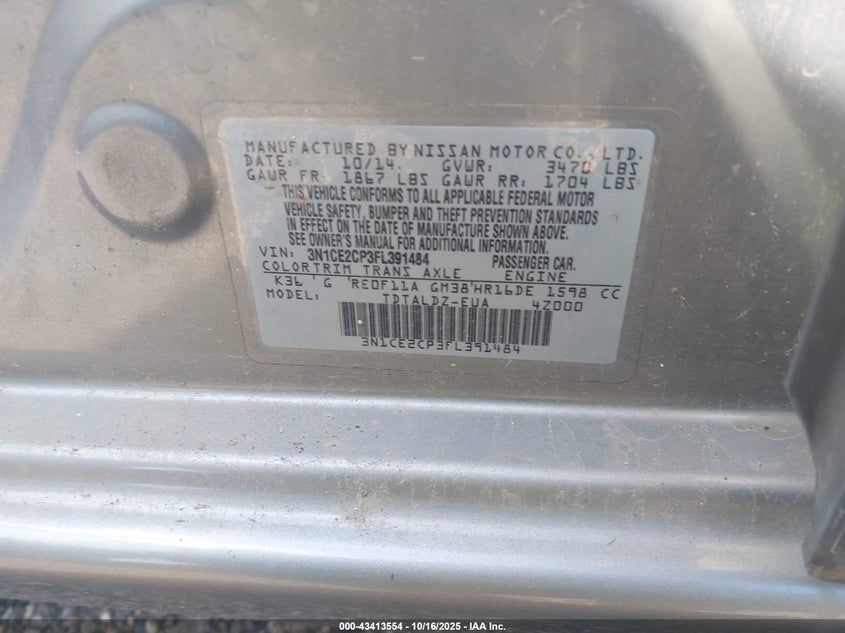 MANUFACTURED BY NISSAN MOTOR CO., LTD.
DATE: 10/14. GVWR: 3470 LBS
GAWR FR: 1867 LBS GAWR RR: 1704 LBS
THIS VEHICLE CONFORMS TO ALL APPLICABLE FEDERAL MOTOR
VEHICLE SAFETY, BUMPER AND THEFT PREVENTION STANDARDS
IN EFFECT ON THE DATE OF MANUFACTURE SHOWN ABOVE.
SEE OWNER'S MANUAL FOR ADDITIONAL INFORMATION.
VIN: 3N1CE2CP3FL391484 PASSENGER CAR.
COLOR TRIM TRANS AXLE ENGINE
K36 G RE0F11A GM38 HR16DE 1598 CC
MODEL: TDTALDZ-EUA 4Z000
3N1CE2CP3FL391484
000-43413554 - 10/16/2025 - IAA Inc.